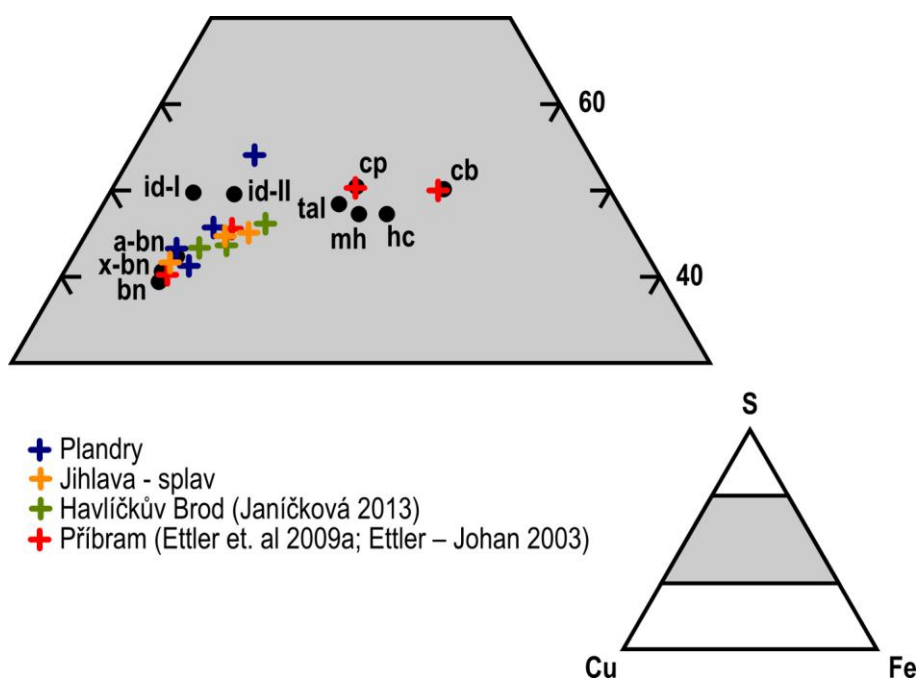 60
cp
cb
id-I
id-II
tal
mh
hc
a-bn
x-bn
bn
40
S
Plandry
Jihlava - splav
Havlíčkův Brod (Janíčková 2013)
Příbram (Ettler et. al 2009a; Ettler – Johan 2003)
Cu
Fe